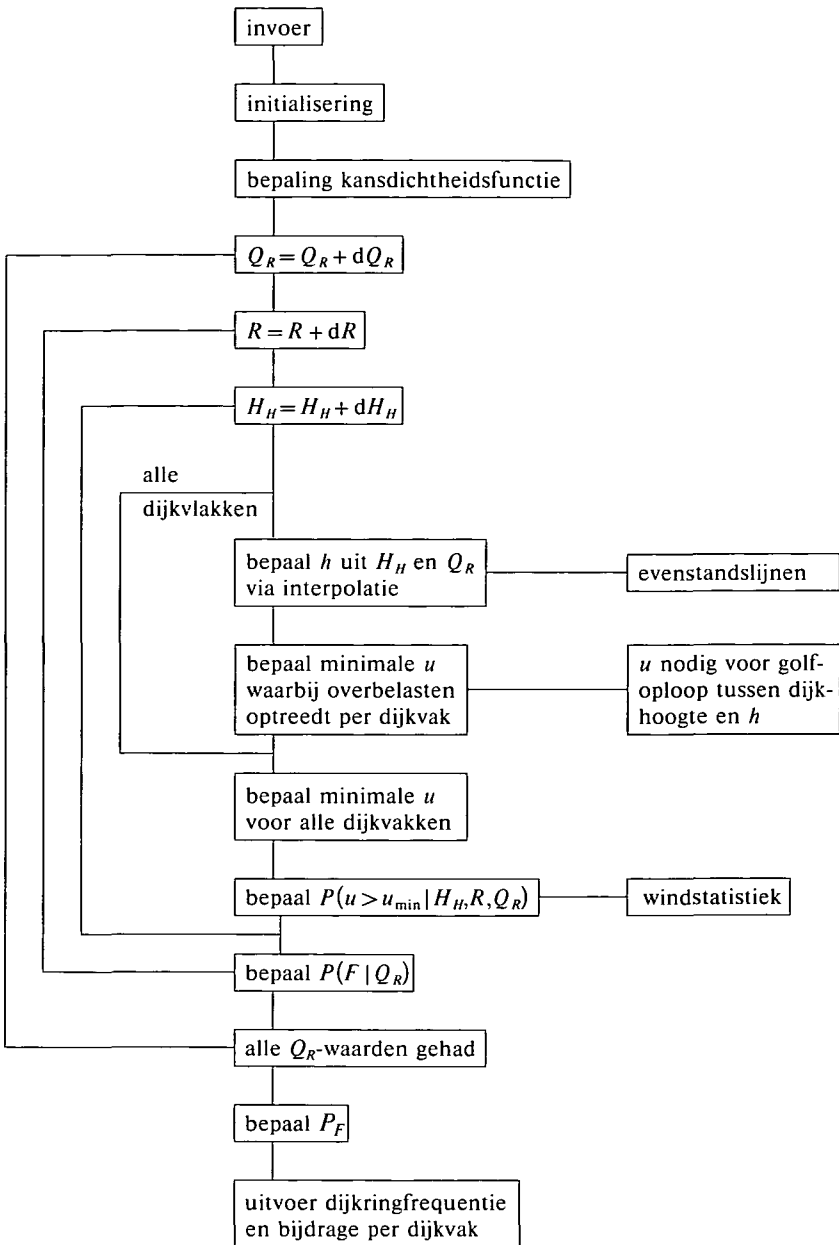 invoer
initialisering
bepaling kansdichtheidsfunctie
Q_R = Q_R + dQ_R
R = R + dR
H_H = H_H + dH_H
alle
dijkvlakken
bepaal h uit H_H en Q_R
via interpolatie
evenstandslijnen
bepaal minimale u
waarbij overbelasten
optreedt per dijkvak
u nodig voor golf-
oploop tussen dijk-
hoogte en h
bepaal minimale u
voor alle dijkvakken
bepaal P(u > u_min | H_H, R, Q_R)
windstatistiek
bepaal P(F | Q_R)
alle Q_R-waarden gehad
bepaal P_F
uitvoer dijkringfrequentie
en bijdrage per dijkvak